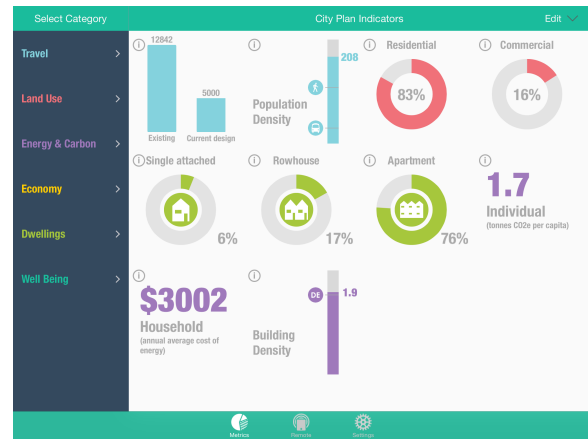 Select Category
City Plan Indicators
Edit
Travel
Land Use
Energy & Carbon
Economy
Dwellings
Well Being
12842
5000
Existing
Current design
Population
Density
208
Residential
83%
Commercial
16%
Single attached
6%
Rowhouse
17%
Apartment
76%
1.7
Individual
(tonnes CO2e per capita)
$3002
Household
(annual average cost of
energy)
Building
Density
DE
1.9
Metrics
Remote
Settings